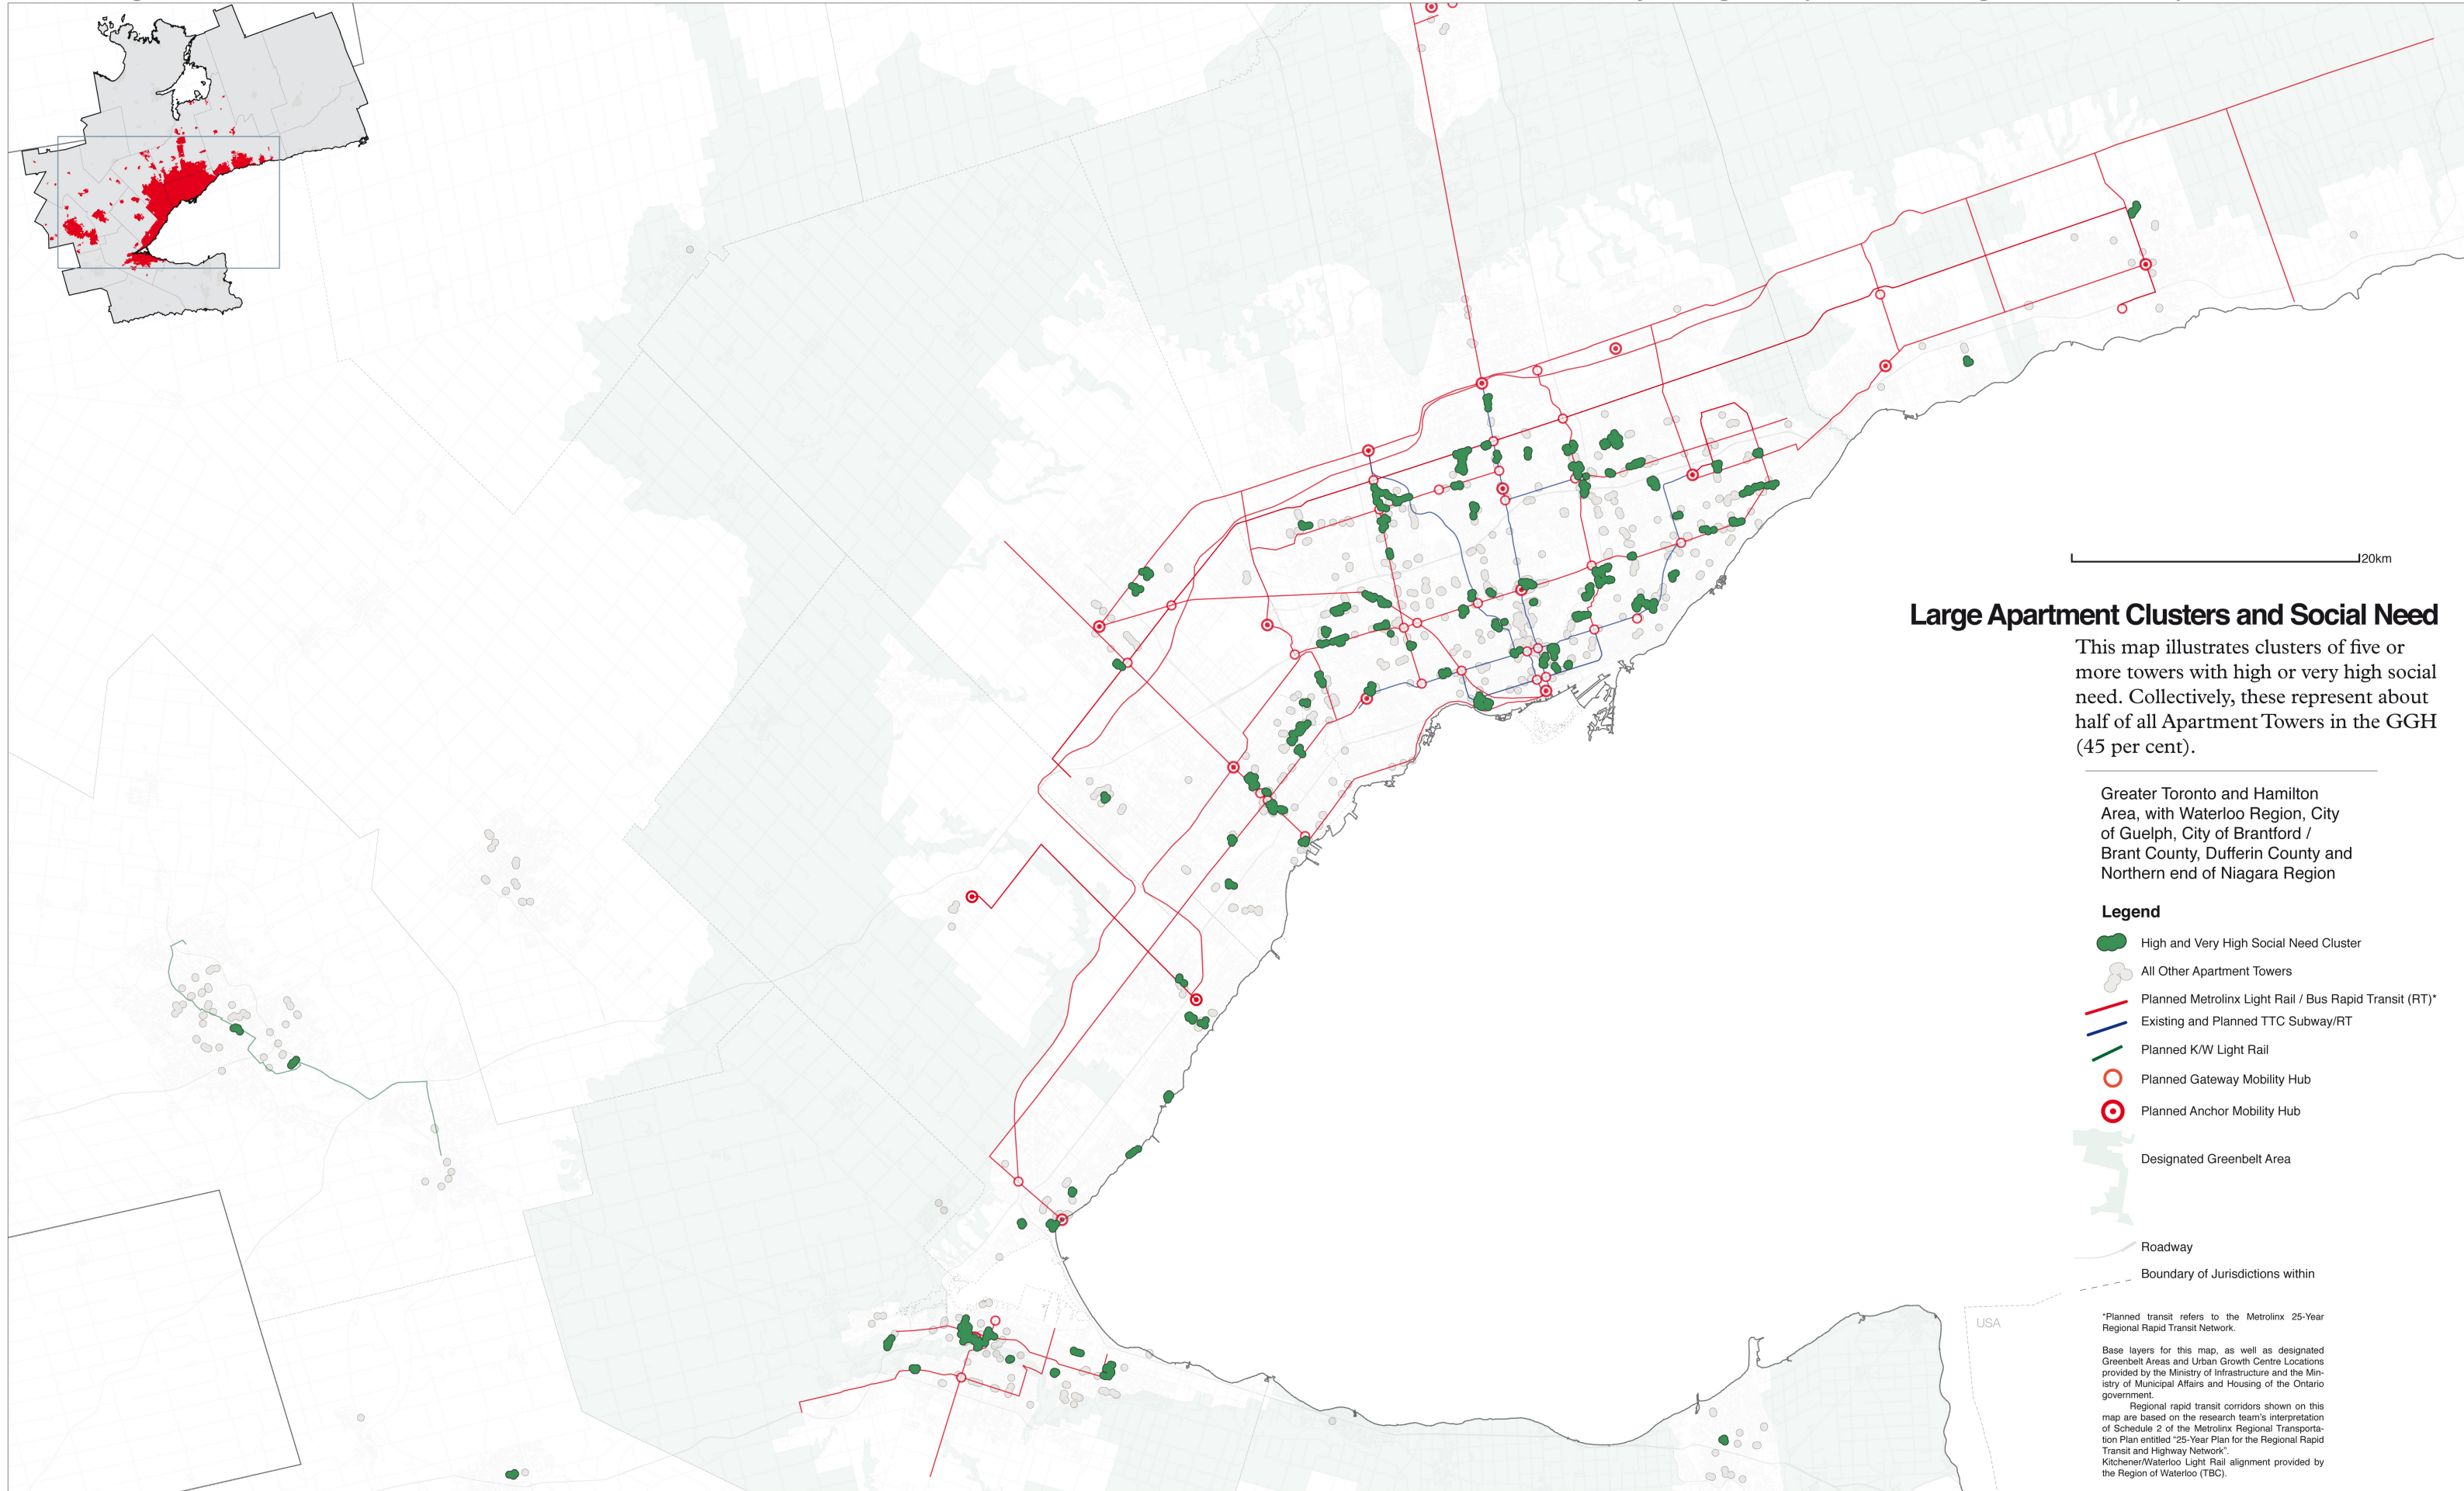 20km
Large Apartment Clusters and Social Need
This map illustrates clusters of five or
more towers with high or very high social
need. Collectively, these represent about
half of all Apartment Towers in the GGH
(45 per cent).
Greater Toronto and Hamilton
Area, with Waterloo Region, City
of Guelph, City of Brantford /
Brant County, Dufferin County and
Northern end of Niagara Region
Legend
High and Very High Social Need Cluster
All Other Apartment Towers
Planned Metrolinx Light Rail / Bus Rapid Transit (RT)*
Existing and Planned TTC Subway/RT
Planned K/W Light Rail
Planned Gateway Mobility Hub
Planned Anchor Mobility Hub
Designated Greenbelt Area
Roadway
Boundary of Jurisdictions within
USA
*Planned transit refers to the Metrolinx 25-Year
Regional Rapid Transit Network.
Base layers for this map, as well as designated
Greenbelt Areas and Urban Growth Centre Locations
provided by the Ministry of Infrastructure and the Min-
istry of Municipal Affairs and Housing of the Ontario
government.
Regional rapid transit corridors shown on this
map are based on the research team's interpretation
of Schedule 2 of the Metrolinx Regional Transporta-
tion Plan entitled "25-Year Plan for the Regional Rapid
Transit and Highway Network".
Kitchener/Waterloo Light Rail alignment provided by
the Region of Waterloo (TBC).